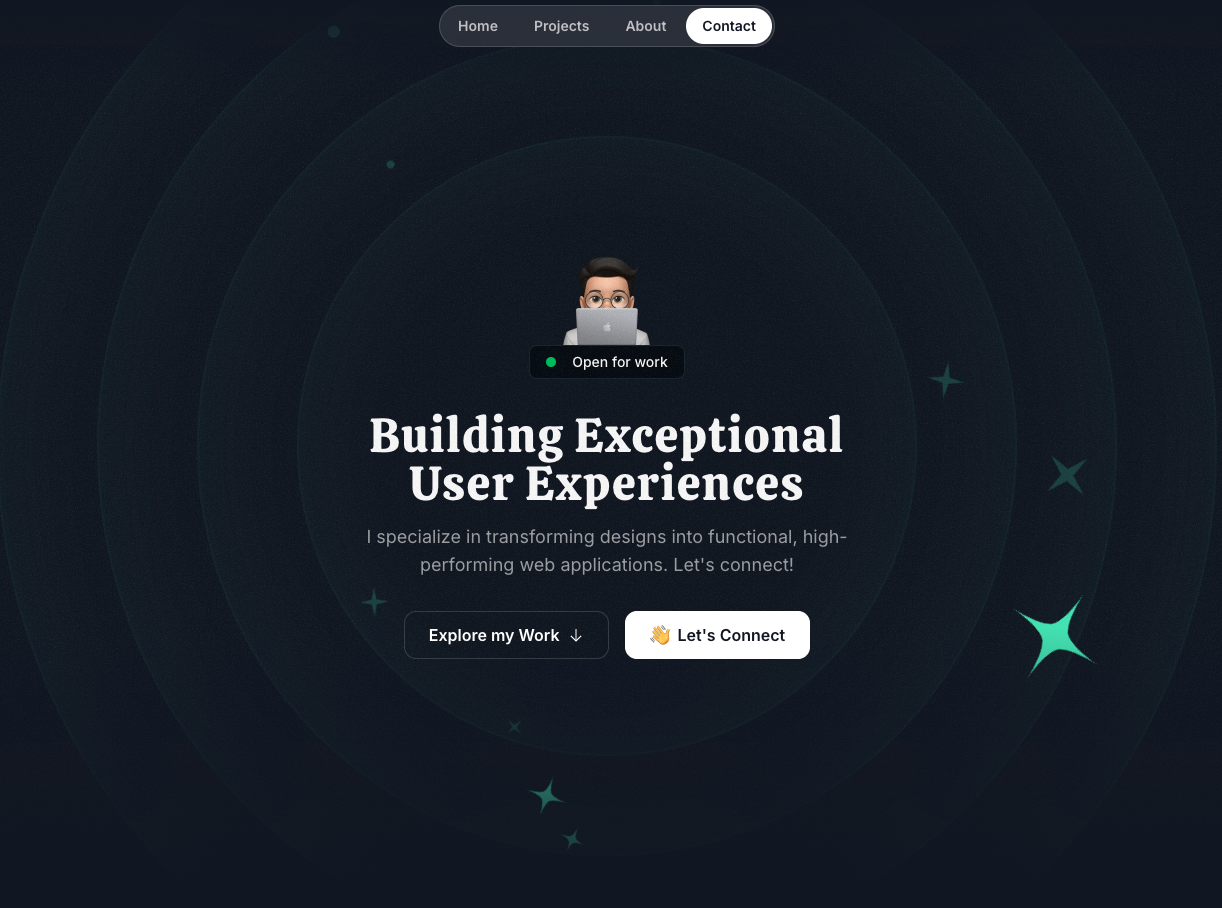 Home Projects About Contact
Open for work
Building Exceptional
User Experiences
I specialize in transforming designs into functional, high-
performing web applications. Let's connect!
Explore my Work ↓ 👋 Let's Connect